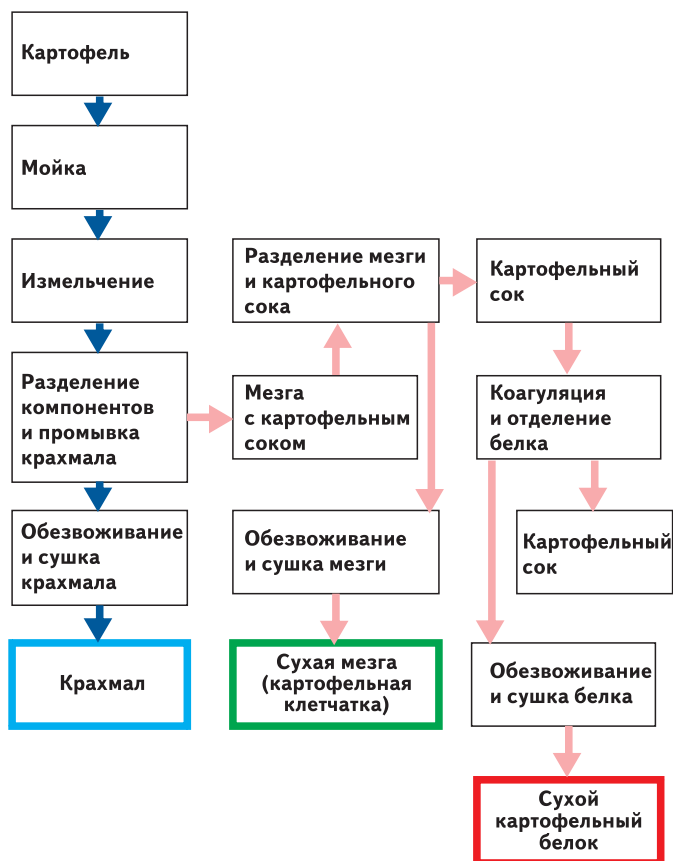 Картофель
Мойка
Измельчение
Разделение
компонентов
и промывка
крахмала
Обезвоживание
и сушка
крахмала
Крахмал
Разделение мезги
и картофельного
сока
Мезга
с картофельным
соком
Обезвоживание
и сушка мезги
Сухая мезга
(картофельная
клетчатка)
Картофельный
сок
Коагуляция
и отделение
белка
Картофельный
сок
Обезвоживание
и сушка белка
Сухой
картофельный
белок